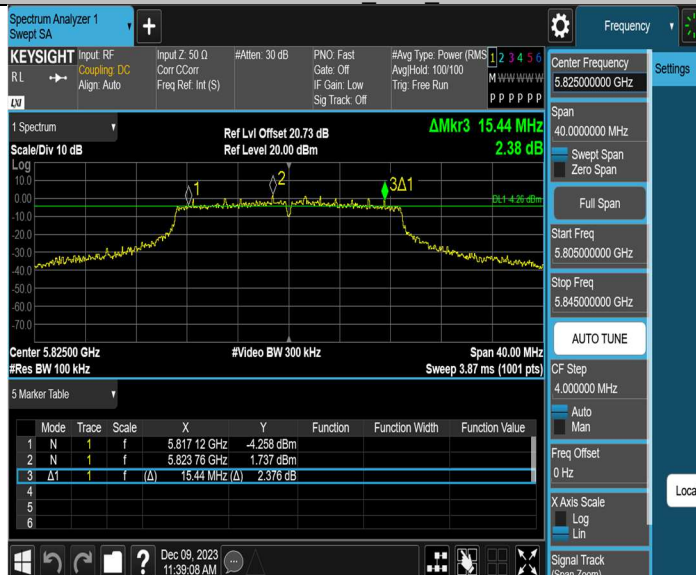 Spectrum Analyzer 1
Swept SA
Frequency
KEYSIGHT
R L
LXI
Input: RF
Coupling: DC
Align: Auto
Input Z: 50 Ω
Corr CCorr
Freq Ref: Int (S)
#Atten: 30 dB
PNO: Fast
Gate: Off
IF Gain: Low
Sig Track: Off
#Avg Type: Power (RMS
Avg|Hold: 100/100
Trig: Free Run
1 2 3 4 5 6
M W W W W W
P P P P P P
1 Spectrum
Scale/Div 10 dB
Log
Ref Lvl Offset 20.73 dB
Ref Level 20.00 dBm
ΔMkr3 15.44 MHz
2.38 dB
10.0
0.00
-10.0
-20.0
-30.0
-40.0
-50.0
-60.0
-70.0
1
2
3Δ1
DL1 -4.26 dBm
Center 5.82500 GHz
#Video BW 300 kHz
Span 40.00 MHz
#Res BW 100 kHz
Sweep 3.87 ms (1001 pts)
5 Marker Table
Mode Trace Scale X Y Function Function Width Function Value
1 N 1 f 5.817 12 GHz -4.258 dBm
2 N 1 f 5.823 76 GHz 1.737 dBm
3 Δ1 1 f (Δ) 15.44 MHz (Δ) 2.376 dB
4
5
6
?
Dec 09, 2023
11:39:08 AM
Center Frequency
5.825000000 GHz
Span
40.0000000 MHz
Swept Span
Zero Span
Full Span
Start Freq
5.805000000 GHz
Stop Freq
5.845000000 GHz
AUTO TUNE
CF Step
4.000000 MHz
Auto
Man
Freq Offset
0 Hz
X Axis Scale
Log
Lin
Signal Track
(Span Zoom)
Settings
Loca